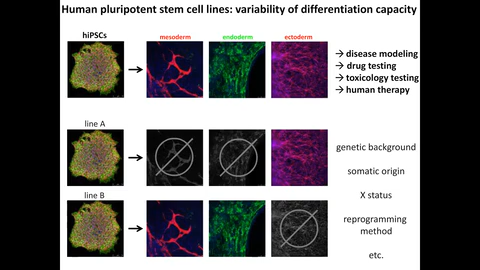 Human pluripotent stem cell lines: variability of differentiation capacity
hiPSCs
mesoderm
endoderm
ectoderm
→ disease modeling
→ drug testing
→ toxicology testing
→ human therapy
line A
genetic background
somatic origin
X status
line B
reprogramming
method
etc.